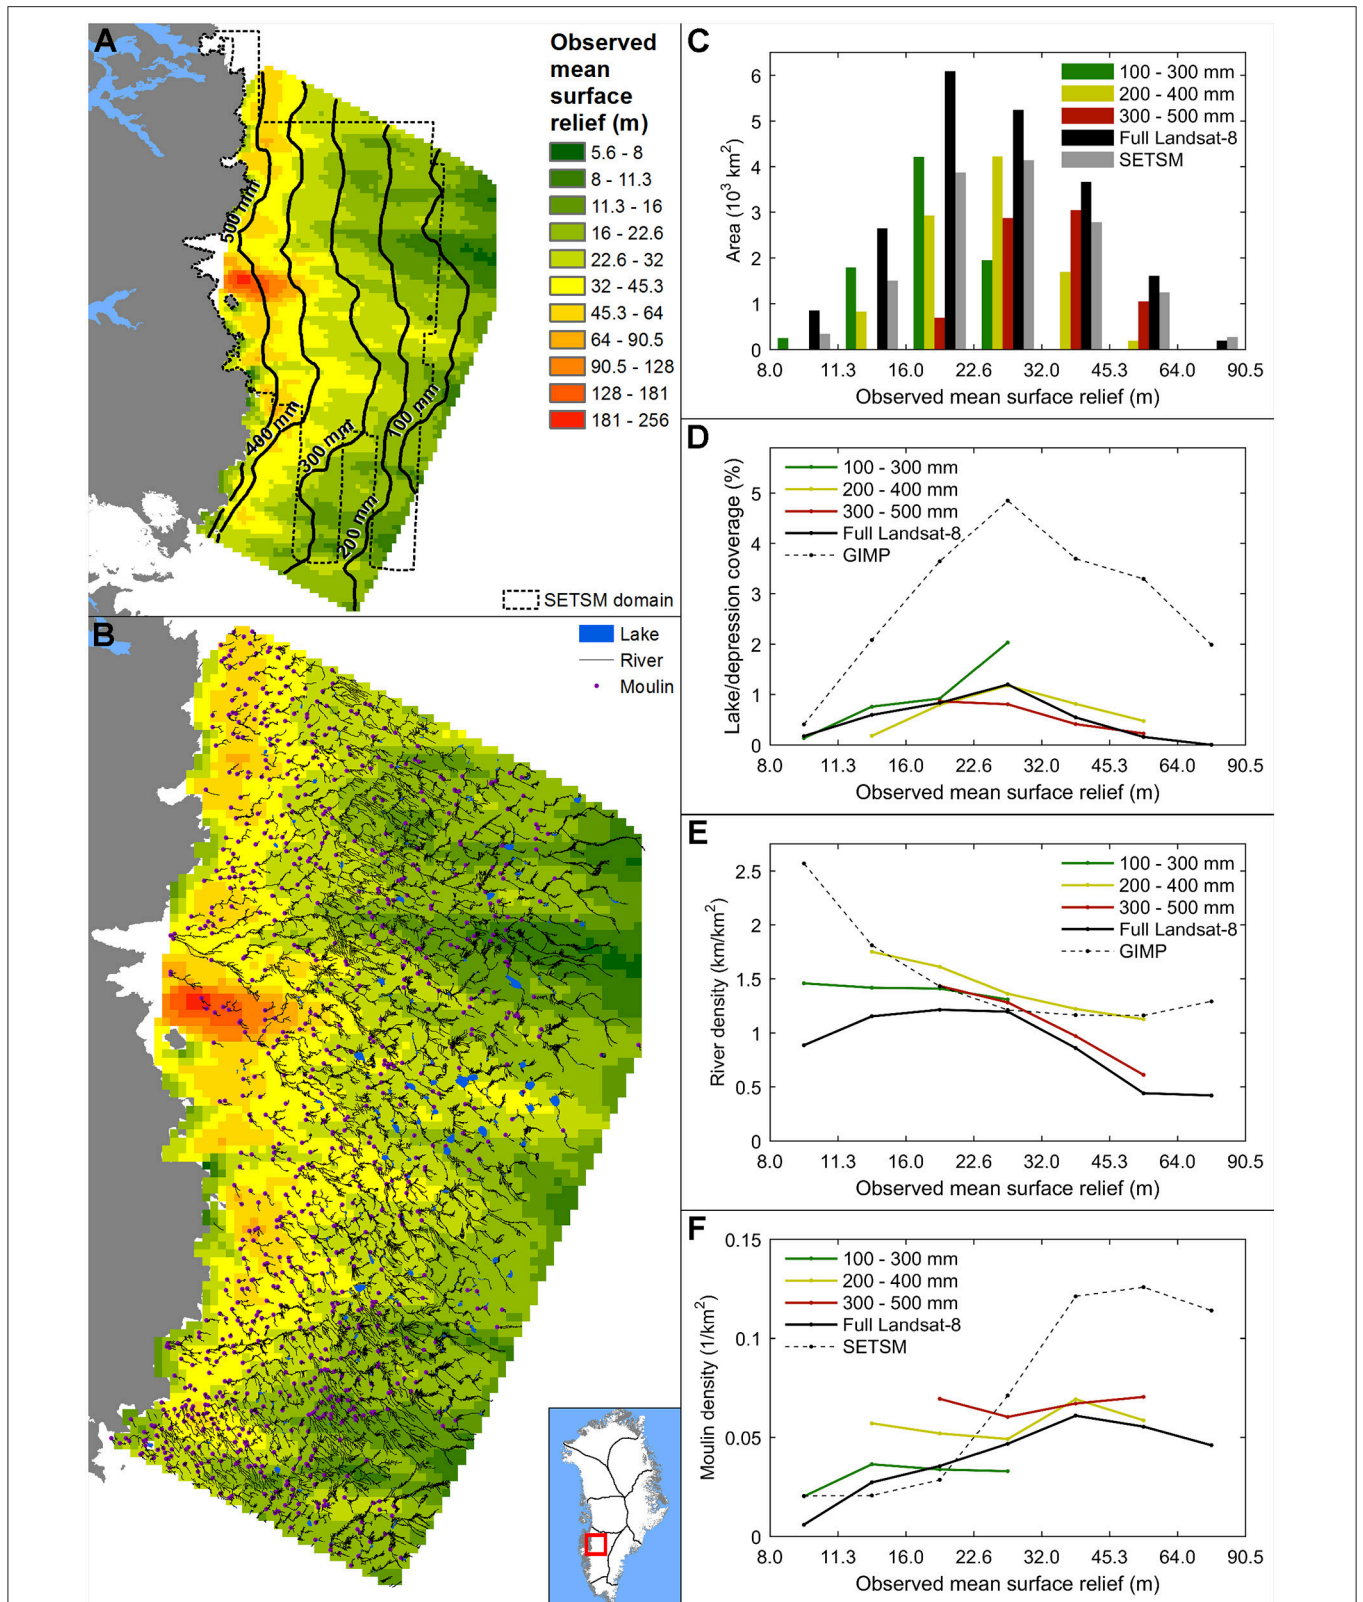 A
Observed
mean
surface
relief (m)
5.6 - 8
8 - 11.3
11.3 - 16
16 - 22.6
22.6 - 32
32 - 45.3
45.3 - 64
64 - 90.5
90.5 - 128
128 - 181
181 - 256
500 mm
400 mm
300 mm
200 mm
100 mm
SETSM domain
B
Lake
River
Moulin
C
100 - 300 mm
200 - 400 mm
300 - 500 mm
Full Landsat-8
SETSM
Area (10³ km²)
6
5
4
3
2
1
0
8.0 11.3 16.0 22.6 32.0 45.3 64.0 90.5
Observed mean surface relief (m)
D
100 - 300 mm
200 - 400 mm
300 - 500 mm
Full Landsat-8
GIMP
Lake/depression coverage (%)
5
4
3
2
1
0
8.0 11.3 16.0 22.6 32.0 45.3 64.0 90.5
Observed mean surface relief (m)
E
100 - 300 mm
200 - 400 mm
300 - 500 mm
Full Landsat-8
GIMP
River density (km/km²)
2.5
2
1.5
1
0.5
0
8.0 11.3 16.0 22.6 32.0 45.3 64.0 90.5
Observed mean surface relief (m)
F
100 - 300 mm
200 - 400 mm
300 - 500 mm
Full Landsat-8
SETSM
Moulin density (1/km²)
0.15
0.1
0.05
0
8.0 11.3 16.0 22.6 32.0 45.3 64.0 90.5
Observed mean surface relief (m)